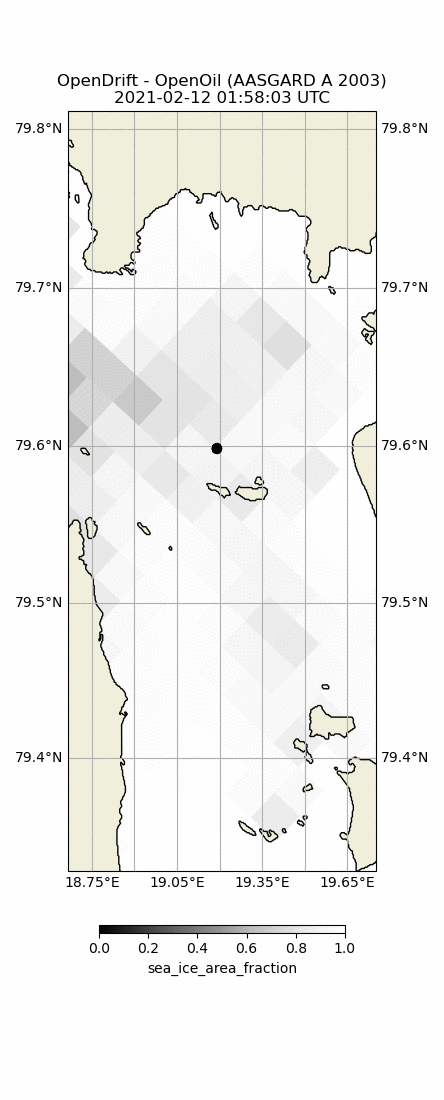 OpenDrift - OpenOil (AASGARD A 2003)
2021-02-12 01:58:03 UTC
79.8°N 79.8°N
79.7°N 79.7°N
79.6°N 79.6°N
79.5°N 79.5°N
79.4°N 79.4°N
18.75°E 19.05°E 19.35°E 19.65°E
0.0 0.2 0.4 0.6 0.8 1.0
sea_ice_area_fraction